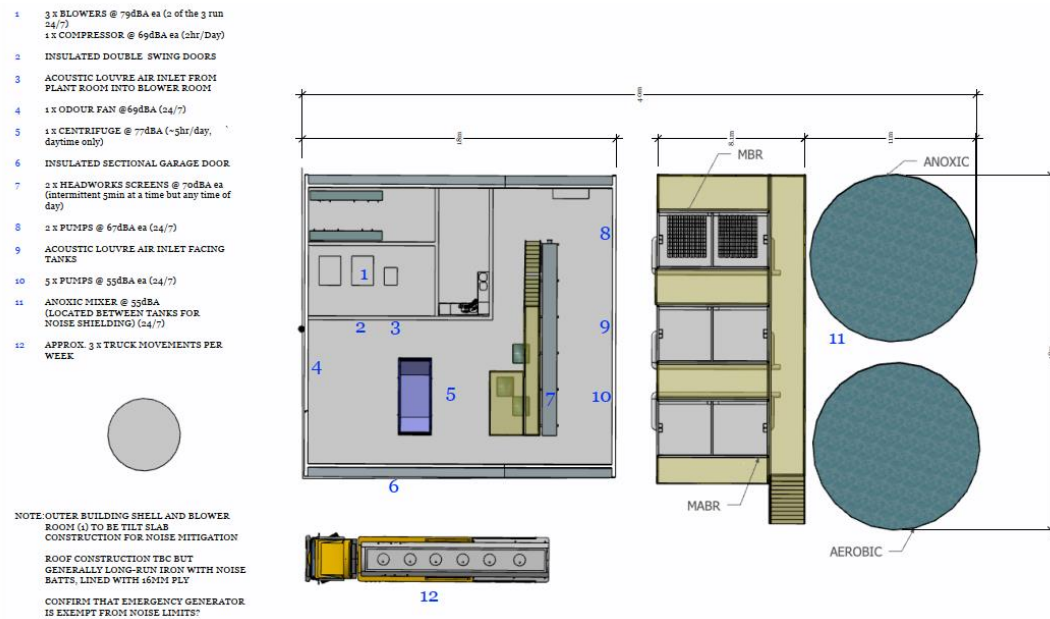 1 3 x BLOWERS @ 79dBA ea (2 of the 3 run
24/7)
1 x COMPRESSOR @ 69dBA ea (2hr/Day)
2 INSULATED DOUBLE SWING DOORS
3 ACOUSTIC LOUVRE AIR INLET FROM
PLANT ROOM INTO BLOWER ROOM
4 1 x ODOUR FAN @69dBA (24/7)
5 1 x CENTRIFUGE @ 77dBA (~5hr/day,
daytime only)
6 INSULATED SECTIONAL GARAGE DOOR
7 2 x HEADWORKS SCREENS @ 70dBA ea
(intermittent 5min at a time but any time of
day)
8 2 x PUMPS @ 67dBA ea (24/7)
9 ACOUSTIC LOUVRE AIR INLET FACING
TANKS
10 5 x PUMPS @ 55dBA ea (24/7)
11 ANOXIC MIXER @ 55dBA
(LOCATED BETWEEN TANKS FOR
NOISE SHIELDING) (24/7)
12 APPROX. 3 x TRUCK MOVEMENTS PER
WEEK
NOTE: OUTER BUILDING SHELL AND BLOWER
ROOM (1) TO BE TILT SLAB
CONSTRUCTION FOR NOISE MITIGATION
ROOF CONSTRUCTION TBC BUT
GENERALLY LONG-RUN IRON WITH NOISE
BATTS, LINED WITH 16MM PLY
CONFIRM THAT EMERGENCY GENERATOR
IS EXEMPT FROM NOISE LIMITS?
MBR
ANOXIC
8
1
2 3
9
11
4
5
7
10
6
MABR
AEROBIC
12